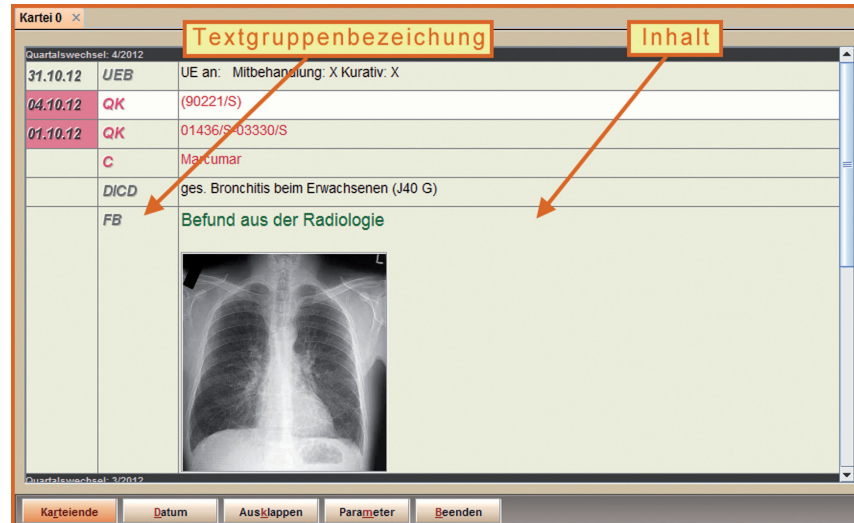 Kartei 0 ×
Textgruppenbezeichung
Inhalt
Quartalswechsel: 4/2012
31.10.12 UEB UE an: Mitbehandlung: X Kurativ: X
04.10.12 QK (90221/S)
01.10.12 QK 01436/S-03330/S
C Marcumar
DICD ges. Bronchitis beim Erwachsenen (J40 G)
FB Befund aus der Radiologie
L
Quartalswechsel: 3/2012
Karteiende Datum Ausklappen Parameter Beenden